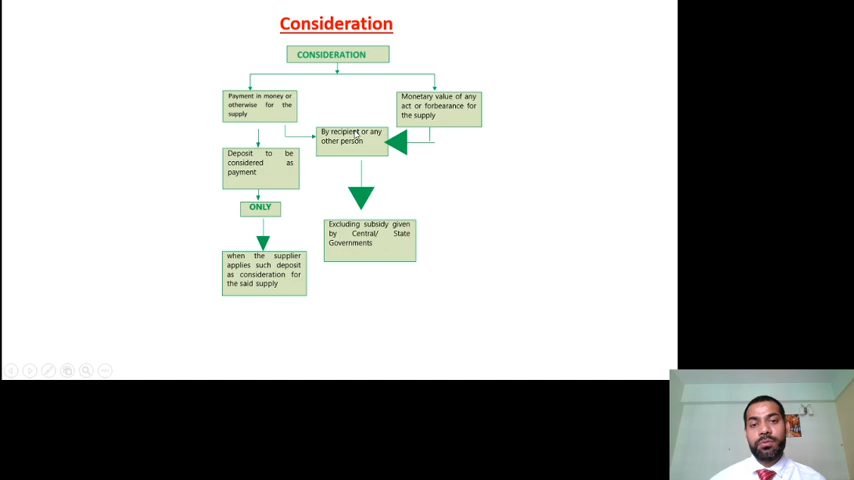 Consideration
CONSIDERATION
Payment in money or
otherwise for the
supply
Monetary value of any
act or forbearance for
the supply
By recipient or any
other person
Deposit to be
considered as
payment
ONLY
Excluding subsidy given
by Central/ State
Governments
when the supplier
applies such deposit
as consideration for
the said supply